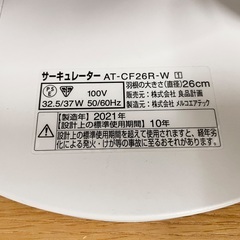 サーキュレーター AT-CF26R-W 1
羽根の大きさ(直径)26cm
PSE 100V
32.5/37W 50/60Hz
販売元:株式会社 良品計画
製造元:株式会社 メルコエアテック
【製造年】2021年
【設計上の標準使用期間】10年
設計上の標準使用期間を超えて使用されますと、経年劣化による発火・けが等の事故に至るおそれがあります。